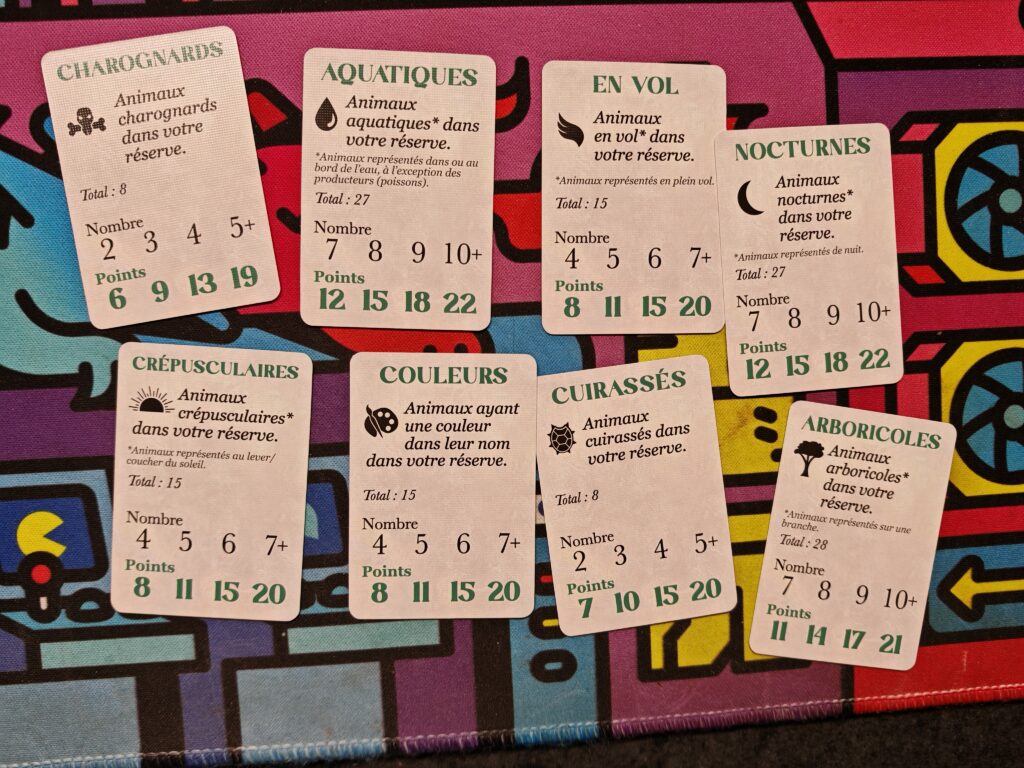 CHAROGNARDS
Animaux
charognards
dans votre
réserve.
Total : 8
Nombre
2 3 4 5+
Points
6 9 13 19
AQUATIQUES
Animaux
aquatiques* dans
votre réserve.
*Animaux représentés dans ou au
bord de l'eau, à l'exception des
producteurs (poissons).
Total : 27
Nombre
7 8 9 10+
Points
12 15 18 22
EN VOL
Animaux
en vol* dans
votre réserve.
*Animaux représentés en plein vol.
Total : 15
Nombre
4 5 6 7+
Points
8 11 15 20
NOCTURNES
Animaux
nocturnes*
dans votre
réserve.
*Animaux représentés de nuit.
Total : 27
Nombre
7 8 9 10+
Points
12 15 18 22
CRÉPUSCULAIRES
Animaux
crépusculaires*
dans votre réserve.
*Animaux représentés au lever/
coucher du soleil.
Total : 15
Nombre
4 5 6 7+
Points
8 11 15 20
COULEURS
Animaux ayant
une couleur
dans leur nom
dans votre réserve.
Total : 15
Nombre
4 5 6 7+
Points
8 11 15 20
CUIRASSÉS
Animaux
cuirassés dans
votre réserve.
Total : 8
Nombre
2 3 4 5+
Points
7 10 15 20
ARBORICOLES
Animaux
arboricoles*
dans votre
réserve.
*Animaux représentés sur une
branche.
Total : 28
Nombre
7 8 9 10+
Points
11 14 17 21